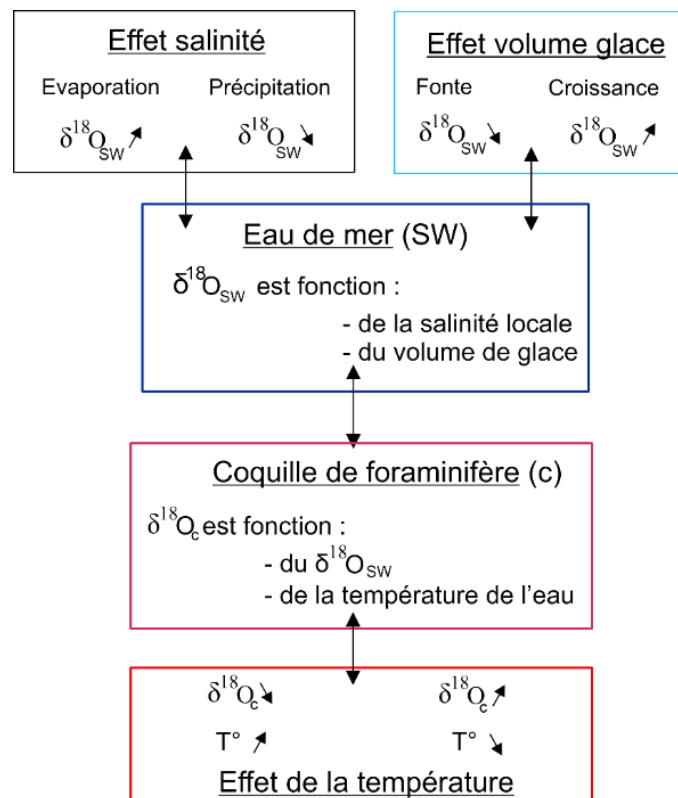 Effet salinité
Evaporation Précipitation
δ18OSW ↗ δ18OSW ↘
Effet volume glace
Fonte Croissance
δ18OSW ↘ δ18OSW ↗
Eau de mer (SW)
δ18OSW est fonction :
- de la salinité locale
- du volume de glace
Coquille de foraminifère (c)
δ18Oc est fonction :
- du δ18OSW
- de la température de l'eau
δ18Oc ↘ δ18Oc ↗
T° ↗ T° ↘
Effet de la température